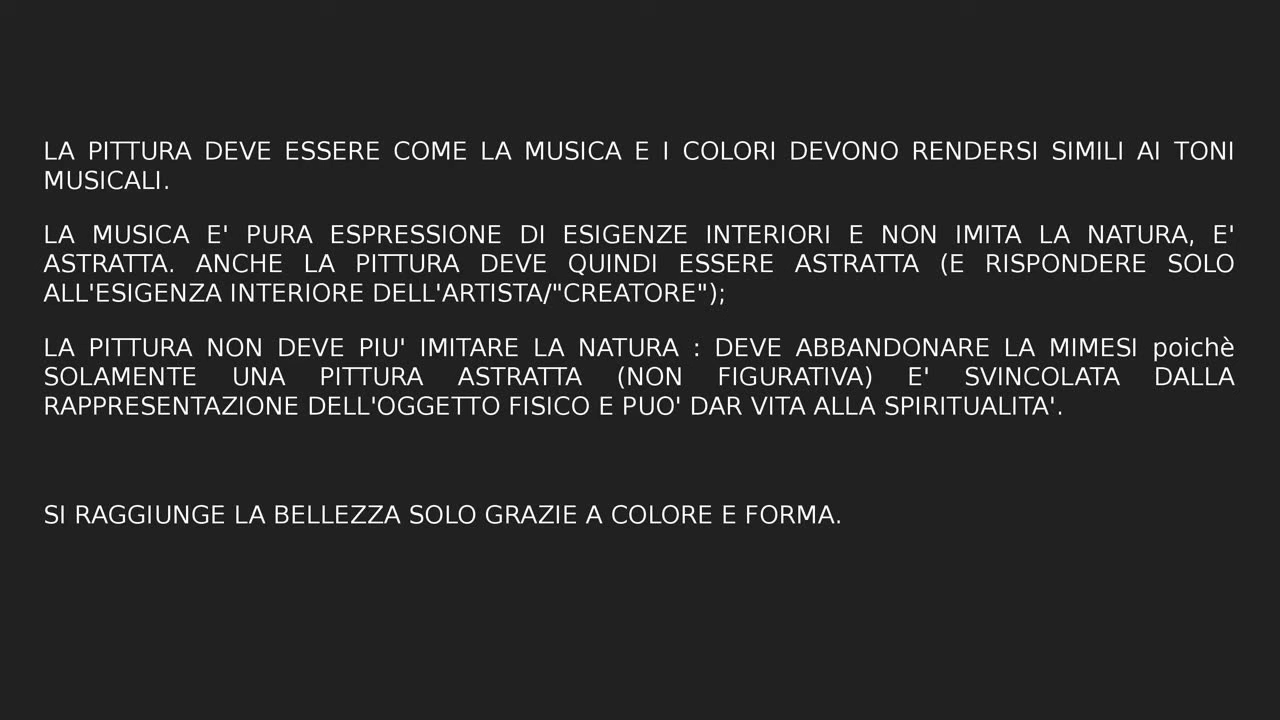 LA PITTURA DEVE ESSERE COME LA MUSICA E I COLORI DEVONO RENDERSI SIMILI AI TONI
MUSICALI.
LA MUSICA E' PURA ESPRESSIONE DI ESIGENZE INTERIORI E NON IMITA LA NATURA, E'
ASTRATTA. ANCHE LA PITTURA DEVE QUINDI ESSERE ASTRATTA (E RISPONDERE SOLO
ALL'ESIGENZA INTERIORE DELL'ARTISTA/"CREATORE");
LA PITTURA NON DEVE PIU' IMITARE LA NATURA : DEVE ABBANDONARE LA MIMESI poichè
SOLAMENTE UNA PITTURA ASTRATTA (NON FIGURATIVA) E' SVINCOLATA DALLA
RAPPRESENTAZIONE DELL'OGGETTO FISICO E PUO' DAR VITA ALLA SPIRITUALITA'.
SI RAGGIUNGE LA BELLEZZA SOLO GRAZIE A COLORE E FORMA.